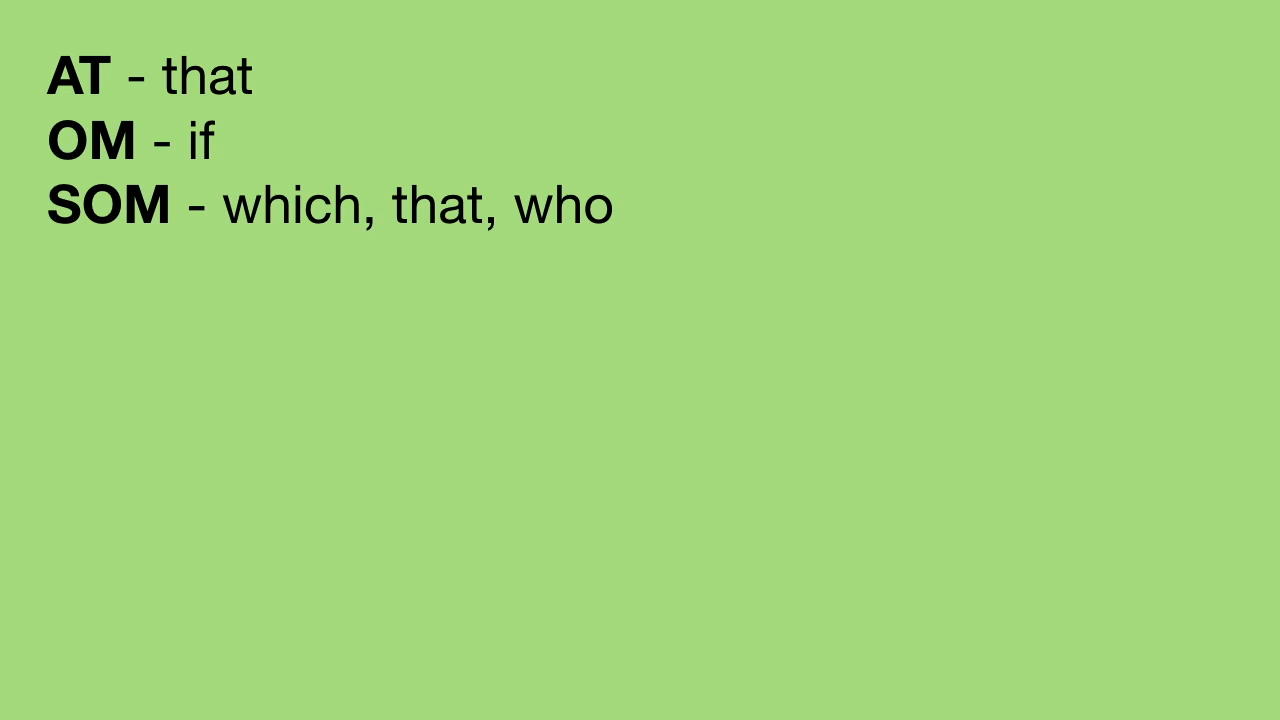 AT - that
OM - if
SOM - which, that, who